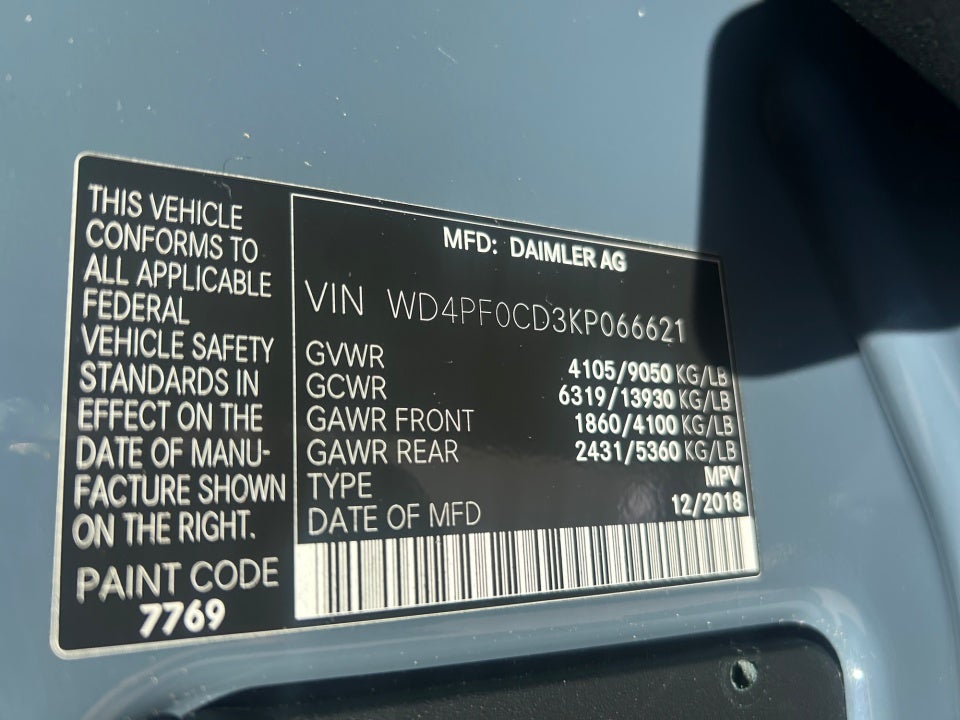 THIS VEHICLE
CONFORMS TO
ALL APPLICABLE
FEDERAL
VEHICLE SAFETY
STANDARDS IN
EFFECT ON THE
DATE OF MANU-
FACTURE SHOWN
ON THE RIGHT.
PAINT CODE
7769
MFD: DAIMLER AG
VIN WD4PF0CD3KP066621
GVWR 4105/9050 KG/LB
GCWR 6319/13930 KG/LB
GAWR FRONT 1860/4100 KG/LB
GAWR REAR 2431/5360 KG/LB
TYPE MPV
DATE OF MFD 12/2018